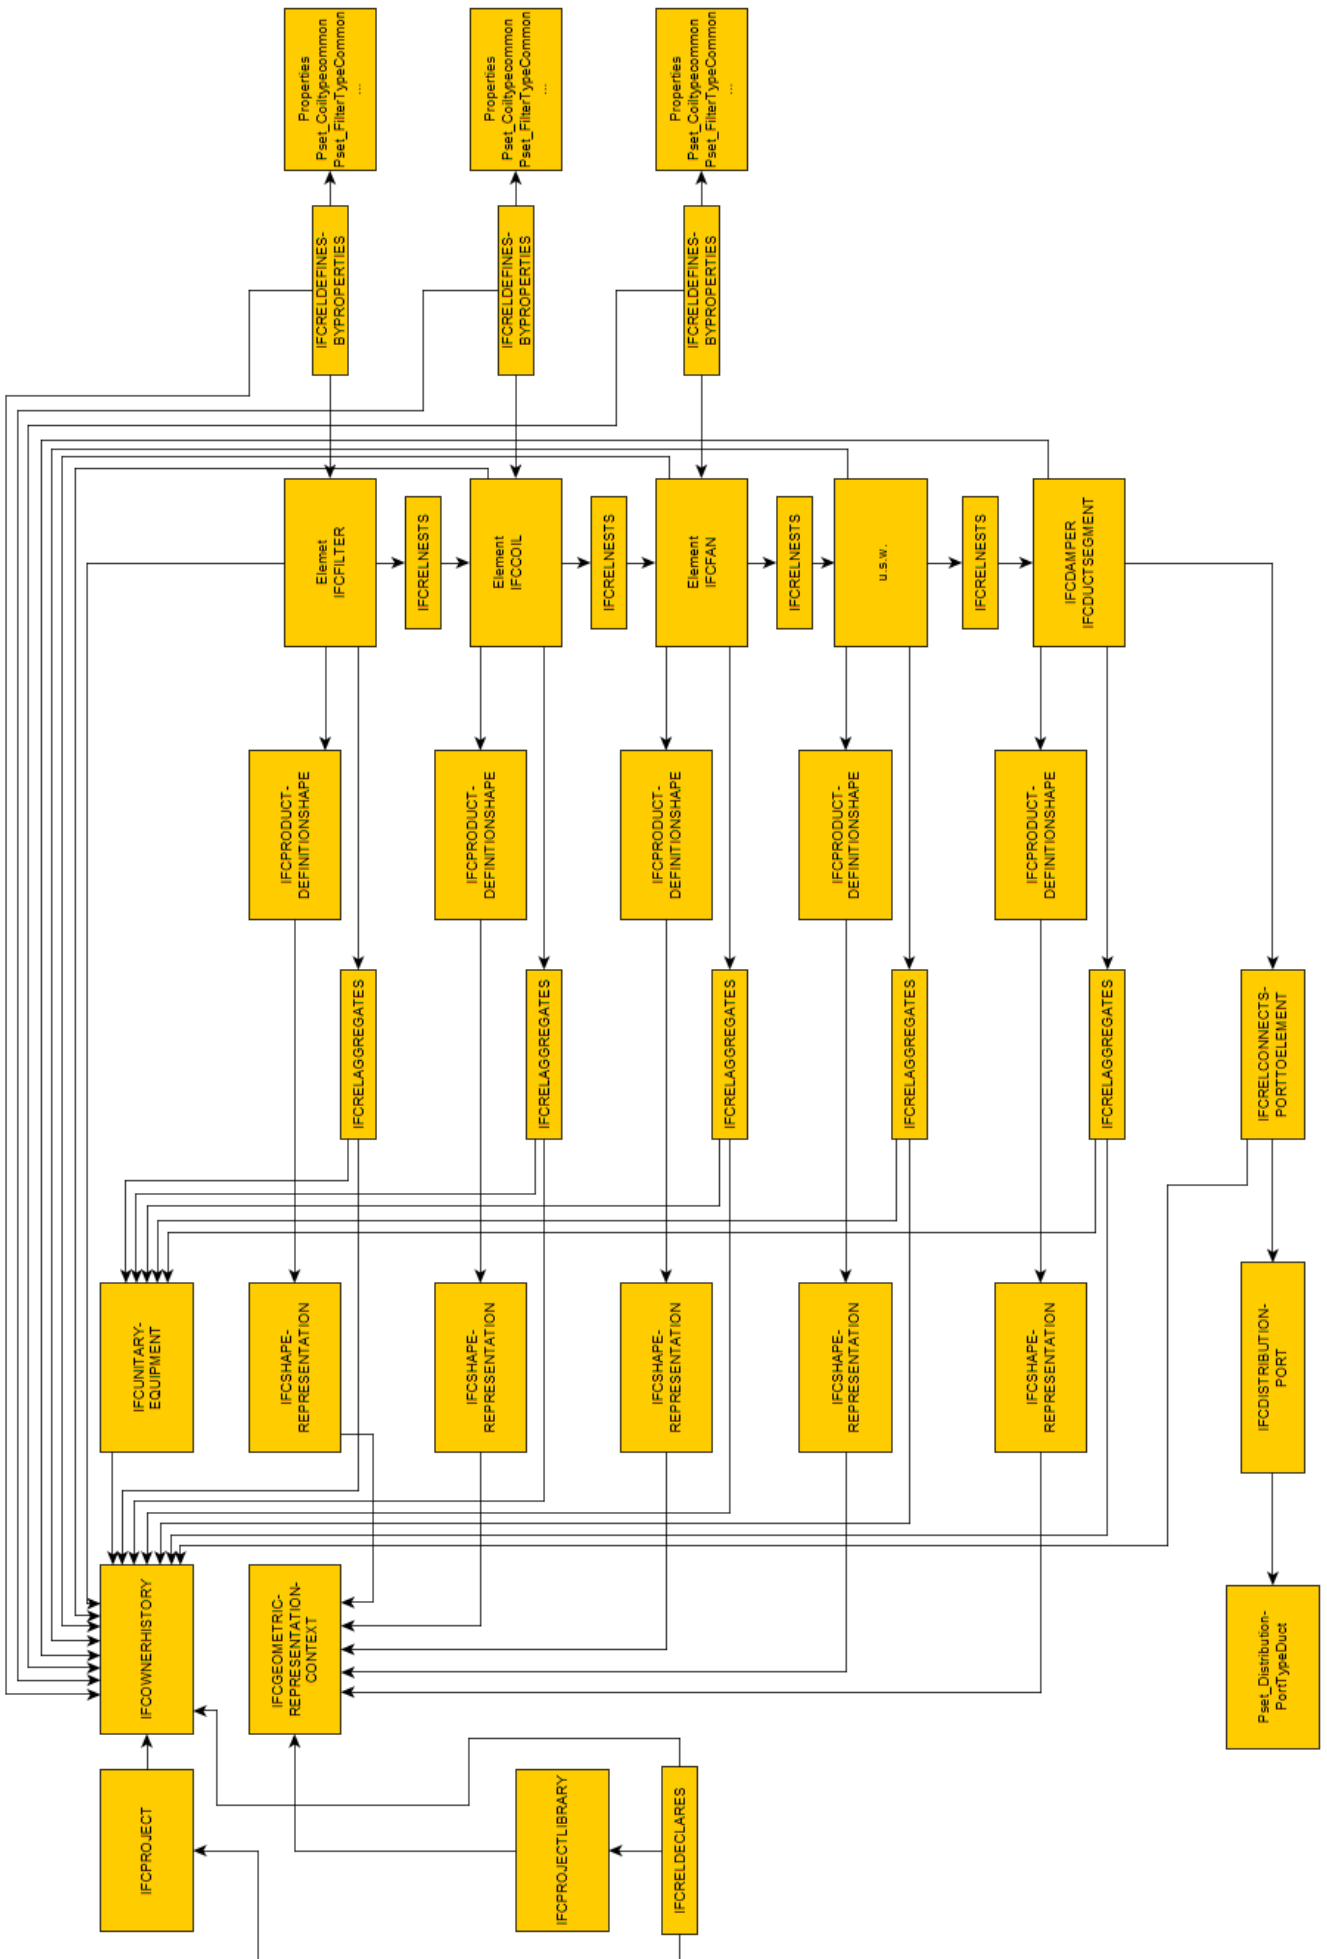 IFCPROJECT
IFCOWNERHISTORY
IFCUNITARY-
EQUIPMENT
IFCGEOMETRIC-
REPRESENTATION-
CONTEXT
IFCSHAPE-
REPRESENTATION
IFCPRODUCT-
DEFINITIONSHAPE
IFCRELAGGREGATES
Elemet
IFCFILTER
IFCRELDEFINES-
BYPROPERTIES
Properties
Pset_Coiltypecommon
Pset_FilterTypeCommon
...
IFCRELNESTS
IFCPROJECTLIBRARY
IFCSHAPE-
REPRESENTATION
IFCPRODUCT-
DEFINITIONSHAPE
IFCRELAGGREGATES
Element
IFCCOIL
IFCRELDEFINES-
BYPROPERTIES
Properties
Pset_Coiltypecommon
Pset_FilterTypeCommon
...
IFCRELNESTS
IFCRELDECLARES
IFCSHAPE-
REPRESENTATION
IFCPRODUCT-
DEFINITIONSHAPE
IFCRELAGGREGATES
Element
IFCFAN
IFCRELDEFINES-
BYPROPERTIES
Properties
Pset_Coiltypecommon
Pset_FilterTypeCommon
...
IFCRELNESTS
IFCSHAPE-
REPRESENTATION
IFCPRODUCT-
DEFINITIONSHAPE
IFCRELAGGREGATES
u.s.w.
IFCRELNESTS
IFCSHAPE-
REPRESENTATION
IFCPRODUCT-
DEFINITIONSHAPE
IFCRELAGGREGATES
IFCDAMPER
IFCDUCTSEGMENT
Pset_Distribution-
PortTypeDuct
IFCDISTRIBUTION-
PORT
IFCRELCONNECTS-
PORTTOELEMENT